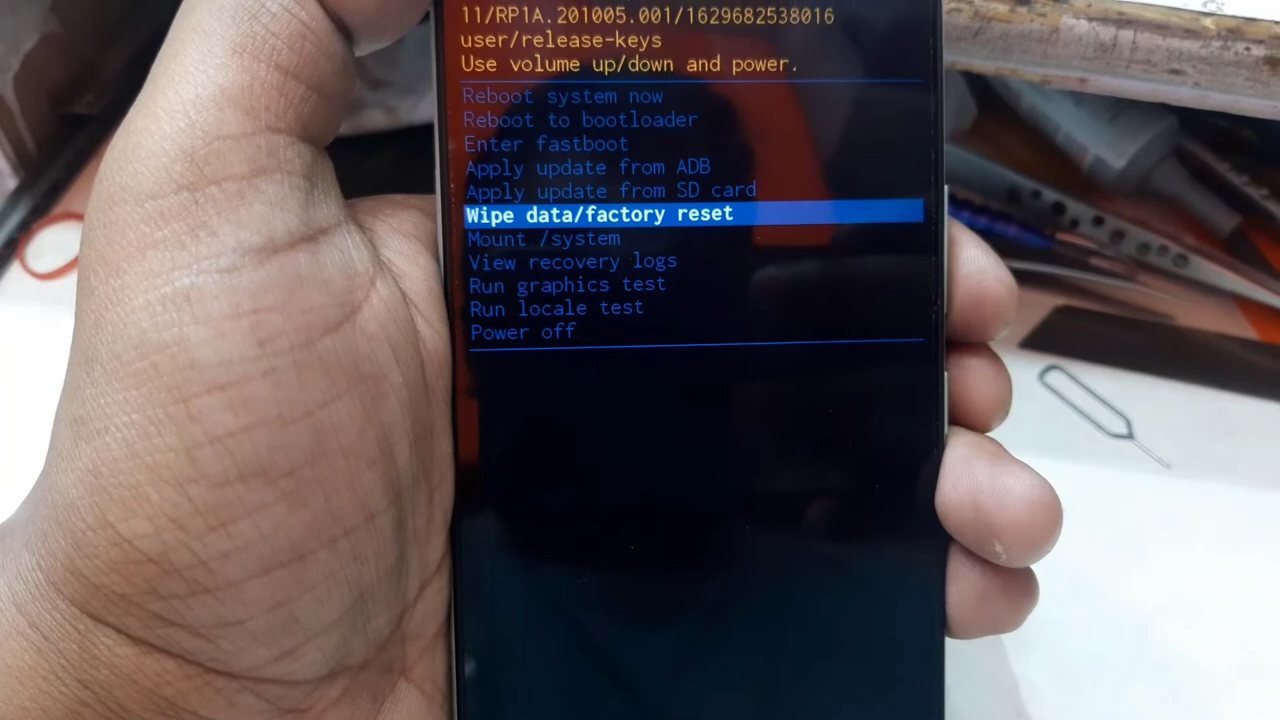 11/RP1A.201005.001/1629682538016
user/release-keys
Use volume up/down and power.
Reboot system now
Reboot to bootloader
Enter fastboot
Apply update from ADB
Apply update from SD card
Wipe data/factory reset
Mount /system
View recovery logs
Run graphics test
Run locale test
Power off